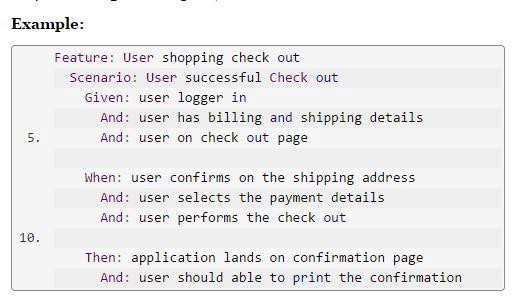 Example:
Feature: User shopping check out
Scenario: User successful Check out
Given: user logger in
And: user has billing and shipping details
5. And: user on check out page
When: user confirms on the shipping address
And: user selects the payment details
And: user performs the check out
10.
Then: application lands on confirmation page
And: user should able to print the confirmation